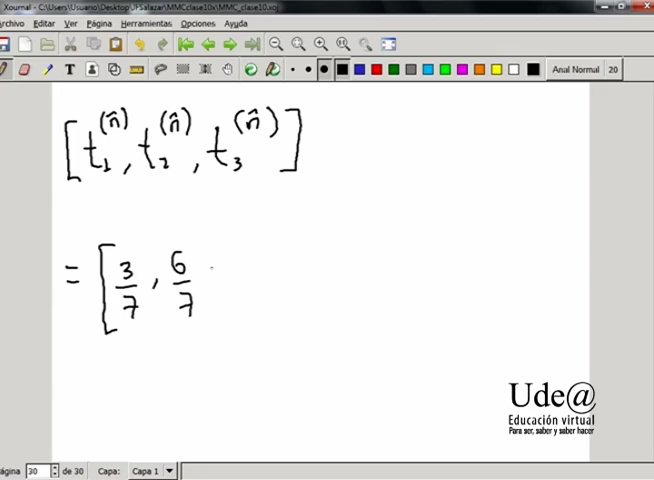 Xournal - C:\Users\Usuario\Desktop\JFSalazar\MMCclase10x\MMC_clase10.xoj
Archivo Editar Ver Página Herramientas Opciones Ayuda
Anal Normal 20
[t₁^(n̂), t₂^(n̂), t₃^(n̂)]
= [3/7, 6/7
Ude@
Educación virtual
Para ser, saber y saber hacer
página 30 de 30 Capa: Capa 1